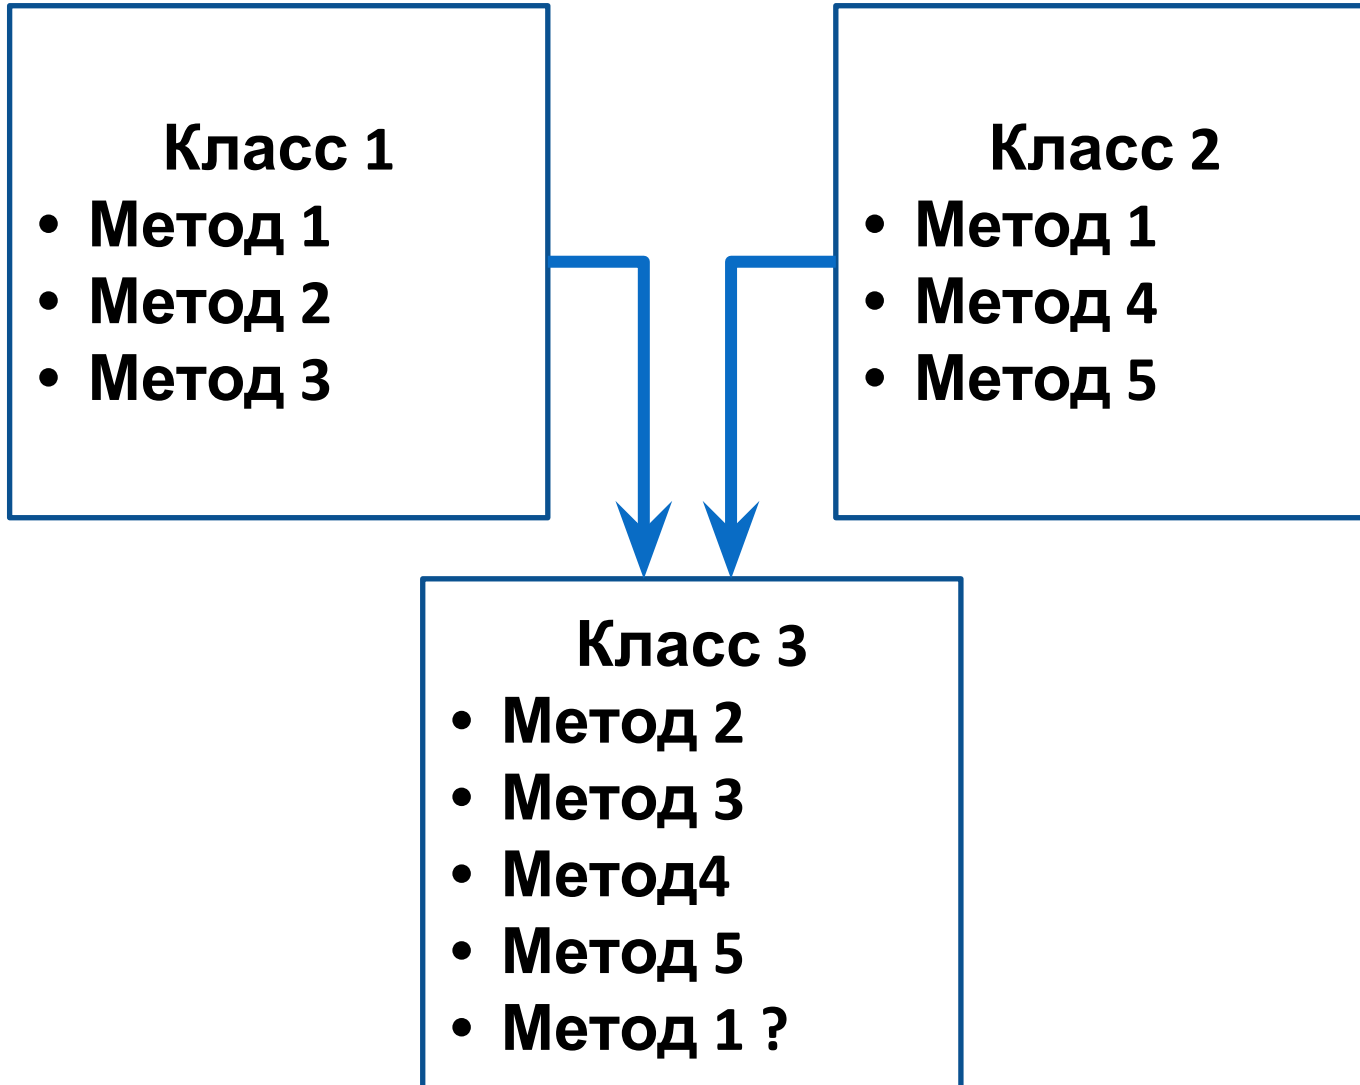 Класс 1
• Метод 1
• Метод 2
• Метод 3
Класс 2
• Метод 1
• Метод 4
• Метод 5
Класс 3
• Метод 2
• Метод 3
• Метод4
• Метод 5
• Метод 1 ?